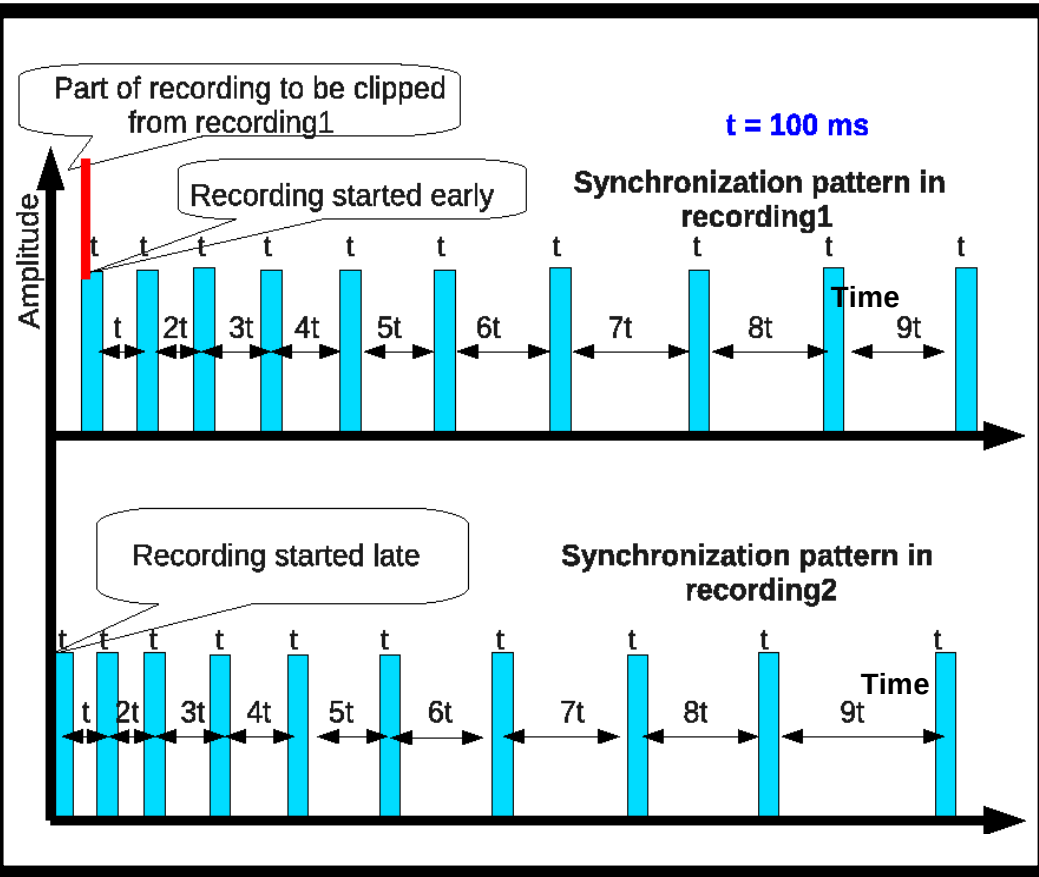 Part of recording to be clipped
from recording1
t = 100 ms
Recording started early
Synchronization pattern in
recording1
Amplitude
t t t t t t t t t t
Time
t 2t 3t 4t 5t 6t 7t 8t 9t
Recording started late
Synchronization pattern in
recording2
t t t t t t t t t t
Time
t 2t 3t 4t 5t 6t 7t 8t 9t